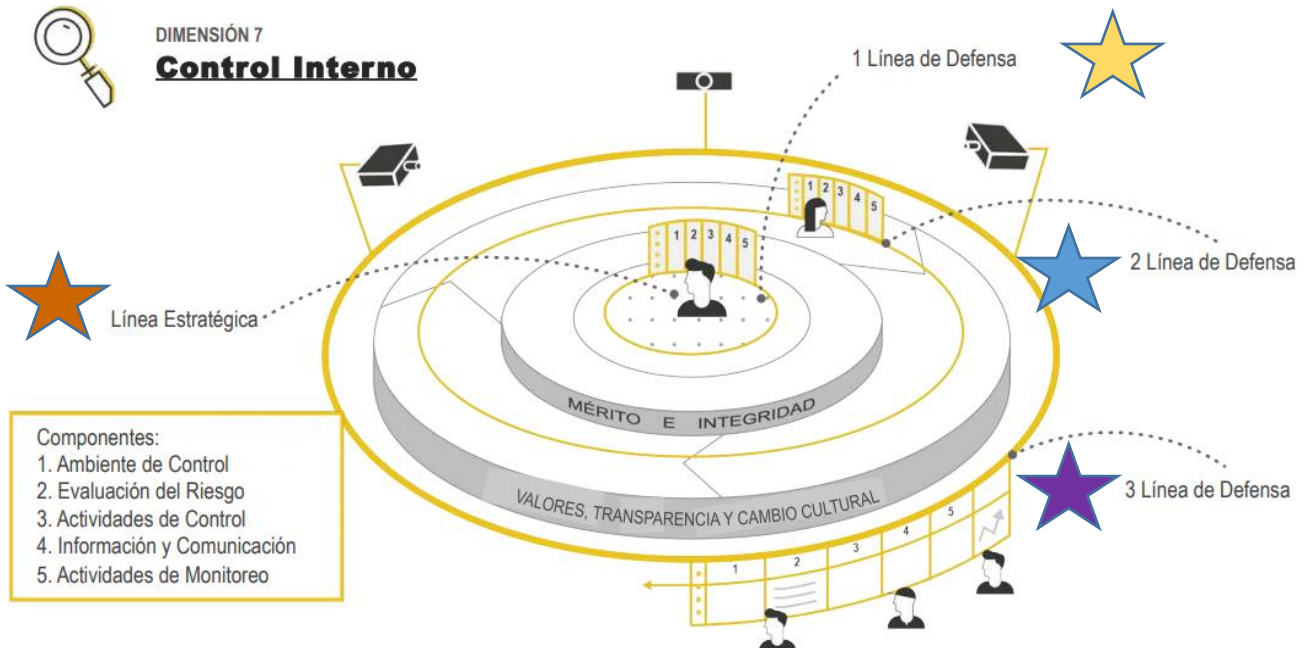 DIMENSIÓN 7
Control Interno
1 Línea de Defensa
1 2 3 4 5
1 2 3 4 5
2 Línea de Defensa
Línea Estratégica
MÉRITO E INTEGRIDAD
Componentes:
1. Ambiente de Control
2. Evaluación del Riesgo
3. Actividades de Control
4. Información y Comunicación
5. Actividades de Monitoreo
VALORES, TRANSPARENCIA Y CAMBIO CULTURAL
3 Línea de Defensa
1 2 3 4 5